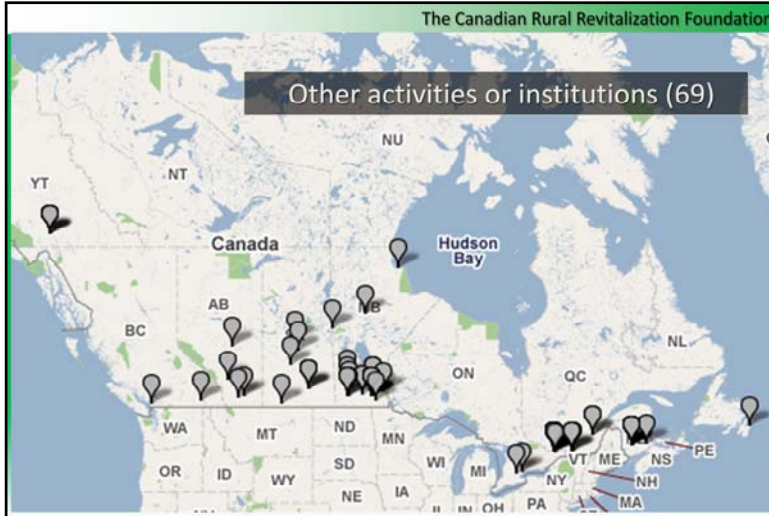 The Canadian Rural Revitalization Foundation
Other activities or institutions (69)
NU
YT
NT
Canada
Hudson
Bay
AB
MB
BC
NL
ON
QC
WA
MT
ND
MN
VT
ME
NS
PE
OR
ID
SD
WI
MI
NY
NH
WY
NE
IA
OH
PA
MA